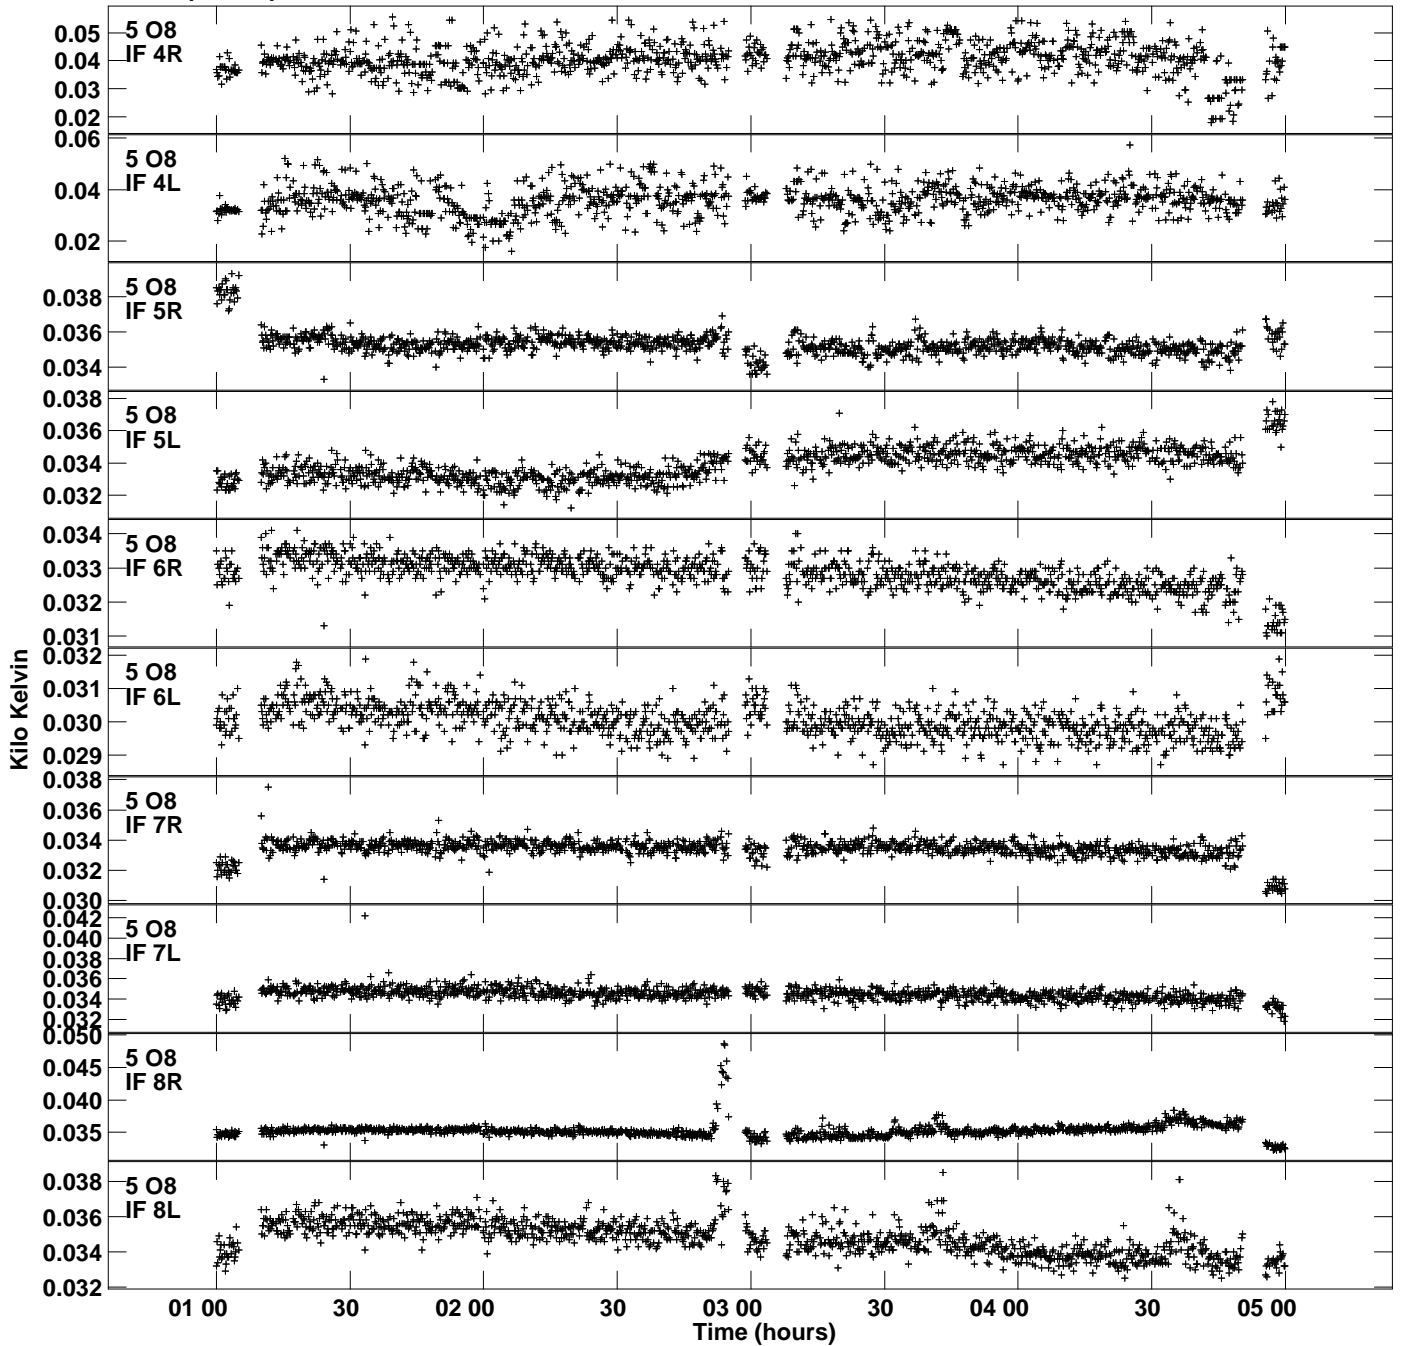 0.05
0.04
0.03
0.02
5 O8
IF 4R
0.06
0.04
0.02
5 O8
IF 4L
0.038
0.036
0.034
5 O8
IF 5R
0.038
0.036
0.034
0.032
5 O8
IF 5L
0.034
0.033
0.032
0.031
5 O8
IF 6R
0.032
0.031
0.030
0.029
5 O8
IF 6L
Kilo Kelvin
0.038
0.036
0.034
0.032
0.030
5 O8
IF 7R
0.042
0.040
0.038
0.036
0.034
0.032
5 O8
IF 7L
0.050
0.045
0.040
0.035
5 O8
IF 8R
0.038
0.036
0.034
0.032
5 O8
IF 8L
01 00 30 02 00 30 03 00 30 04 00 30 05 00
Time (hours)